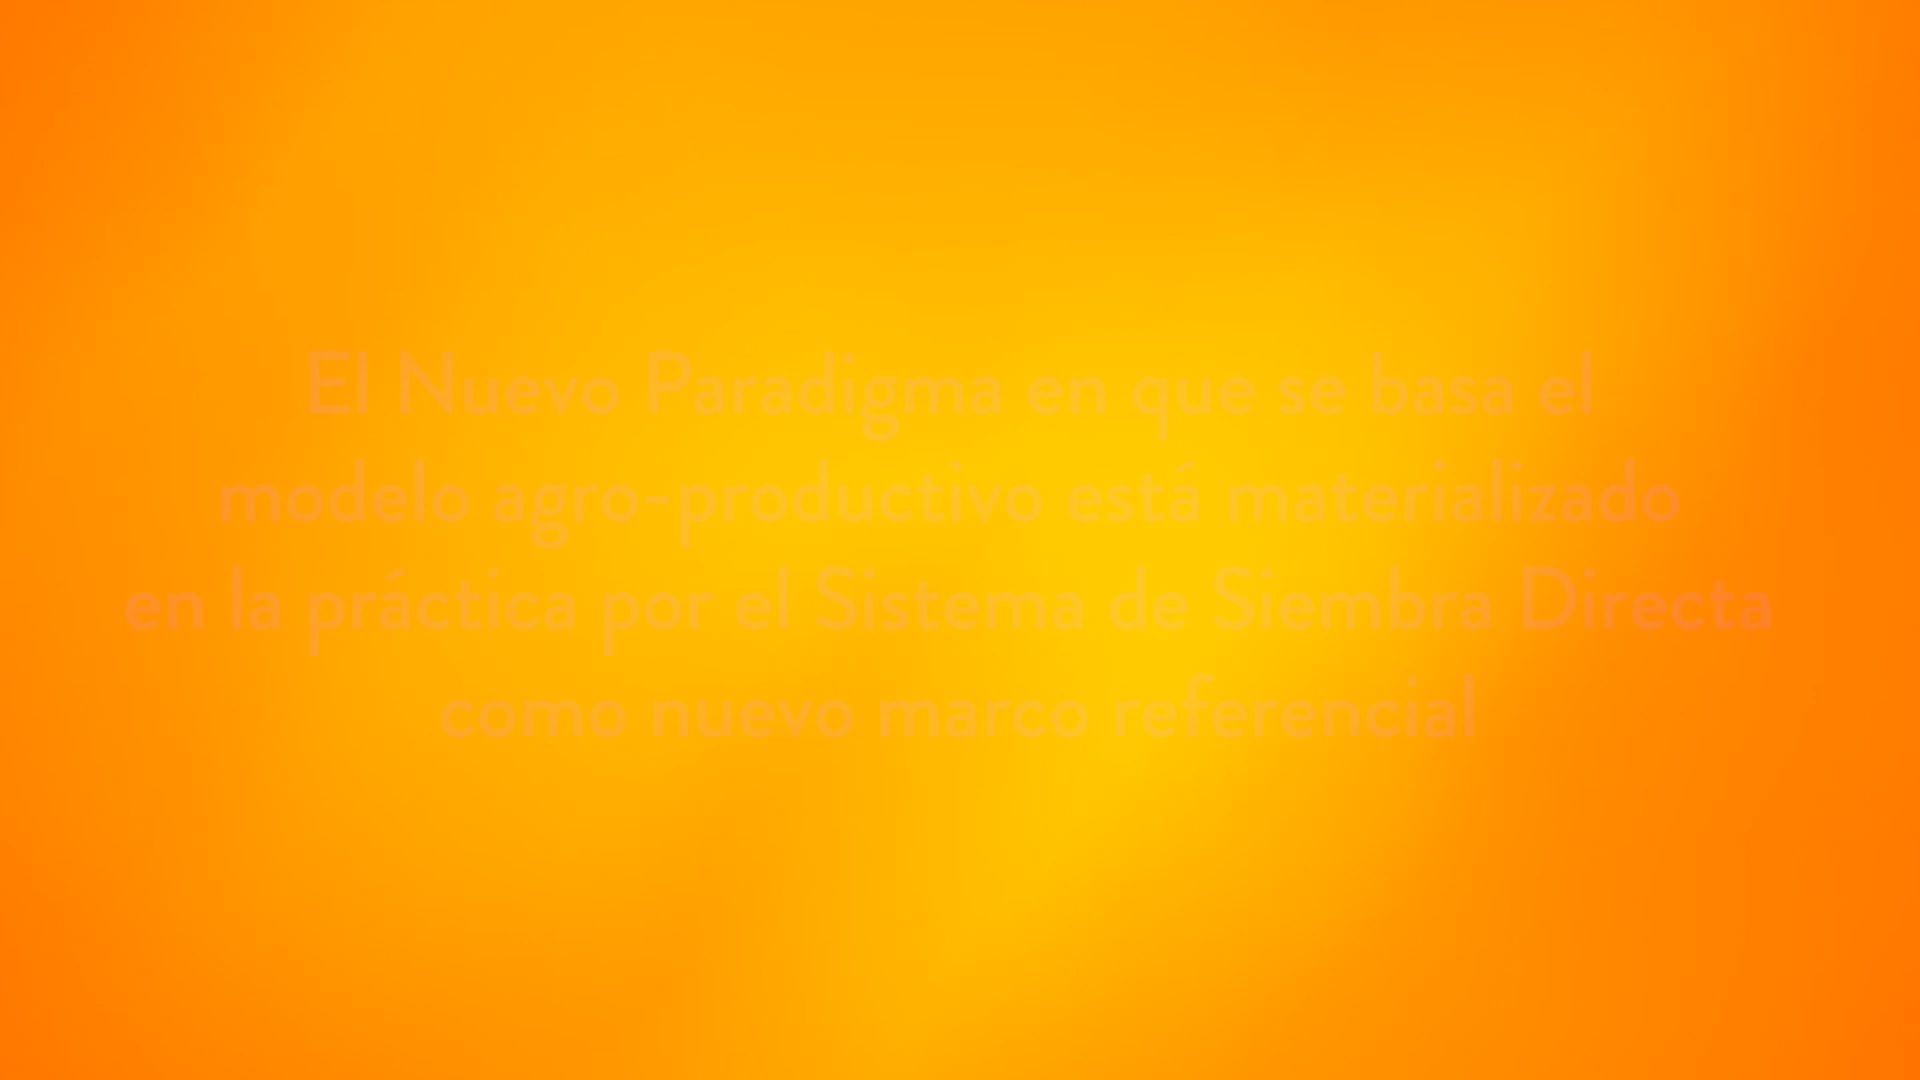 El Nuevo Paradigma en que se basa el
modelo agro-productivo está materializado
en la práctica por el Sistema de Siembra Directa
como nuevo marco referencial